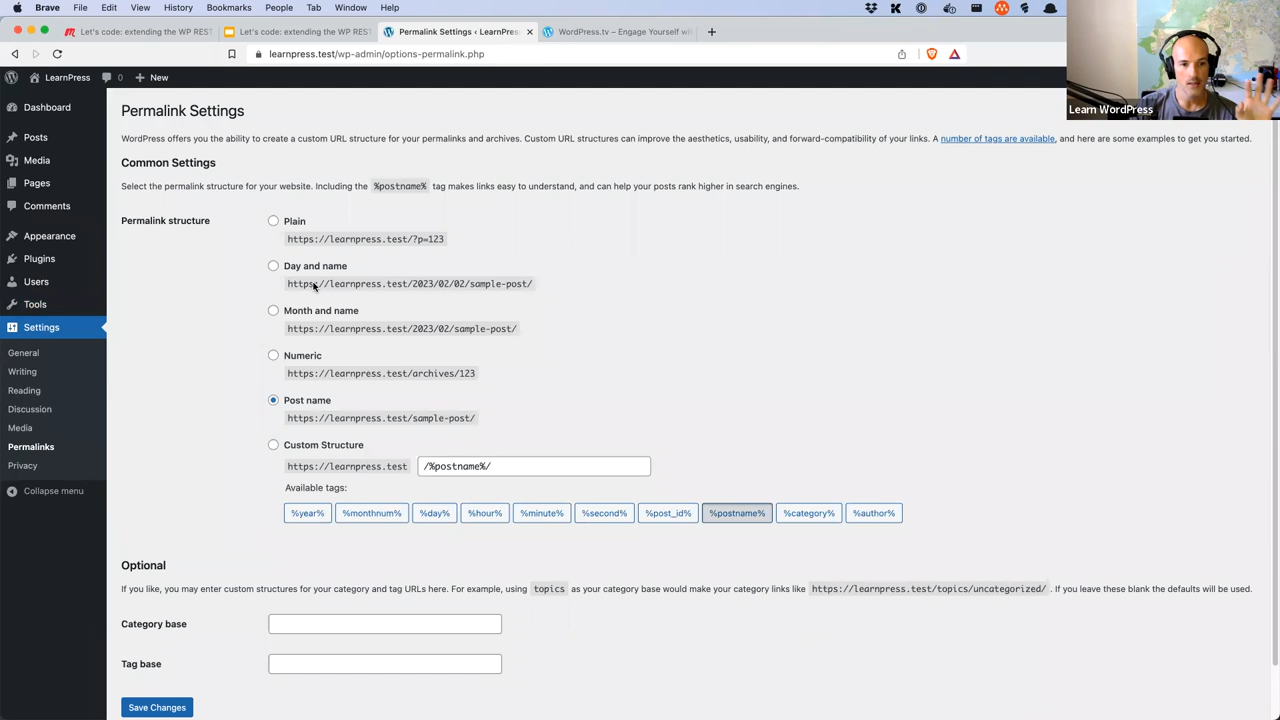 Brave File Edit View History Bookmarks People Tab Window Help
Let's code: extending the WP REST
Let's code: extending the WP REST
Permalink Settings ‹ LearnPres
WordPress.tv – Engage Yourself wi
learnpress.test/wp-admin/options-permalink.php
LearnPress 0 + New
Learn WordPress
Dashboard
Posts
Media
Pages
Comments
Appearance
Plugins
Users
Tools
Settings
General
Writing
Reading
Discussion
Media
Permalinks
Privacy
Collapse menu
Permalink Settings
WordPress offers you the ability to create a custom URL structure for your permalinks and archives. Custom URL structures can improve the aesthetics, usability, and forward-compatibility of your links. A number of tags are available, and here are some examples to get you started.
Common Settings
Select the permalink structure for your website. Including the %postname% tag makes links easy to understand, and can help your posts rank higher in search engines.
Permalink structure
Plain
https://learnpress.test/?p=123
Day and name
https://learnpress.test/2023/02/02/sample-post/
Month and name
https://learnpress.test/2023/02/sample-post/
Numeric
https://learnpress.test/archives/123
Post name
https://learnpress.test/sample-post/
Custom Structure
https://learnpress.test /%postname%/
Available tags:
%year% %monthnum% %day% %hour% %minute% %second% %post_id% %postname% %category% %author%
Optional
If you like, you may enter custom structures for your category and tag URLs here. For example, using topics as your category base would make your category links like https://learnpress.test/topics/uncategorized/ . If you leave these blank the defaults will be used.
Category base
Tag base
Save Changes